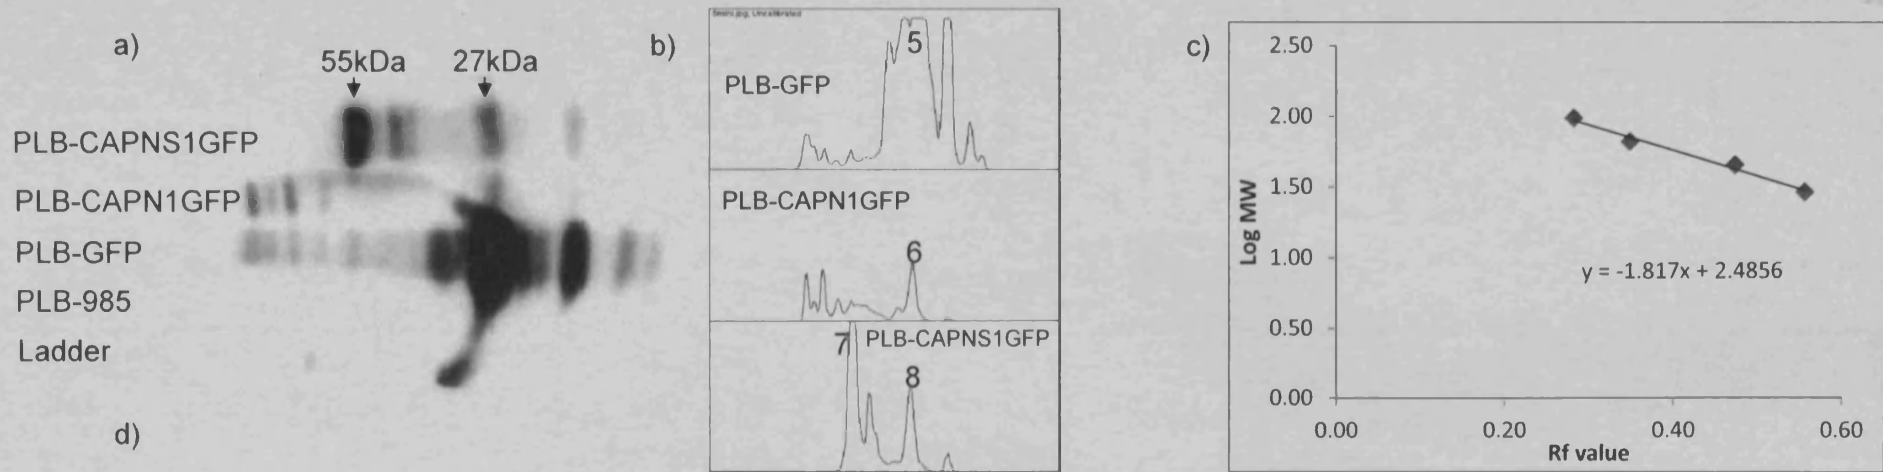 a)
55kDa 27kDa
PLB-CAPNS1GFP
PLB-CAPN1GFP
PLB-GFP
PLB-985
Ladder
b)
PLB-GFP
5
PLB-CAPN1GFP
6
7 PLB-CAPNS1GFP
8
c)
2.50
2.00
1.50
1.00
0.50
0.00
Log MW
y = -1.817x + 2.4856
0.00 0.20 0.40 0.60
Rf value
d)